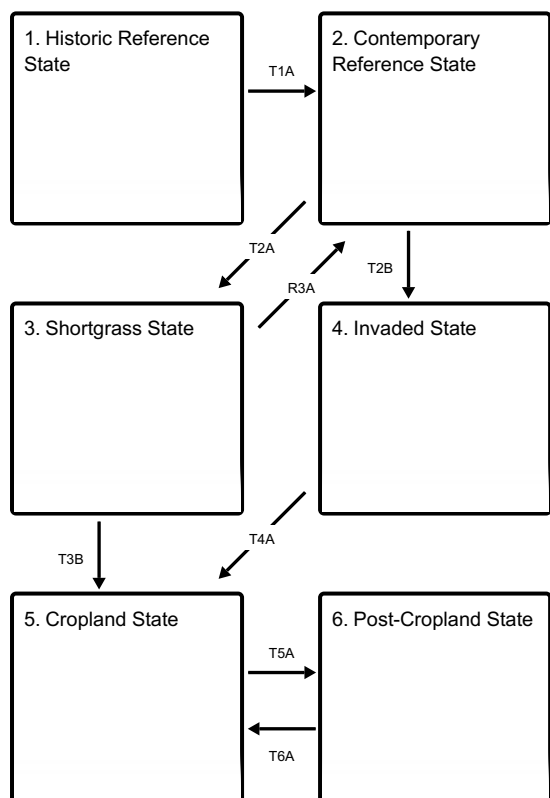 1. Historic Reference
State
T1A
2. Contemporary
Reference State
T2A
R3A
T2B
3. Shortgrass State
4. Invaded State
T3B
T4A
5. Cropland State
T5A
6. Post-Cropland State
T6A